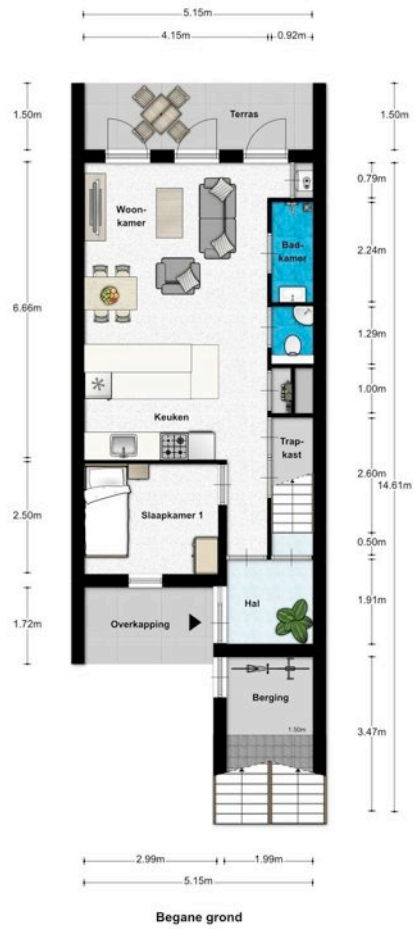 5.15m
4.15m
0.92m
1.50m
1.50m
Terras
0.79m
Woon-
kamer
Bad-
kamer
2.24m
6.66m
1.29m
1.00m
Keuken
Trap-
kast
2.60m
14.61m
2.50m
Slaapkamer 1
0.50m
Hal
1.91m
1.72m
Overkapping
Berging
3.47m
1.50m
2.99m
1.99m
5.15m
Begane grond